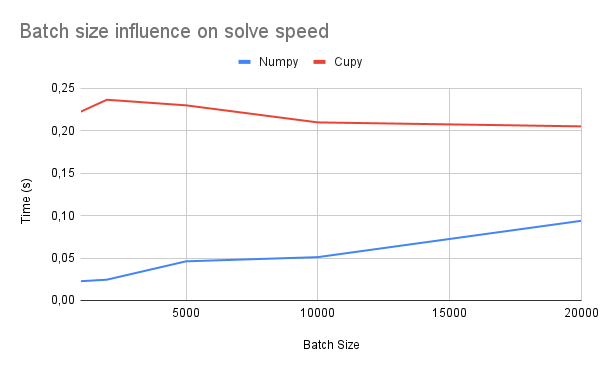 Batch size influence on solve speed
Numpy Cupy
0,25
0,20
0,15
0,10
0,05
0,00
Time (s)
5000 10000 15000 20000
Batch Size